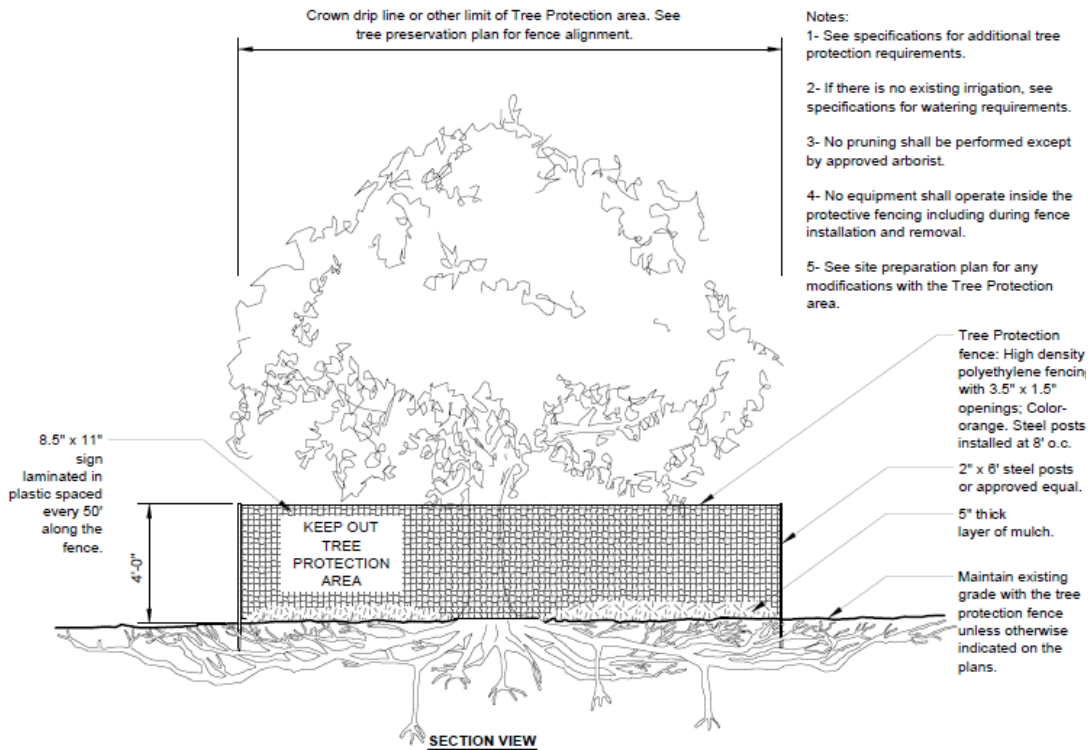 Crown drip line or other limit of Tree Protection area. See
tree preservation plan for fence alignment.
Notes:
1- See specifications for additional tree
protection requirements.
2- If there is no existing irrigation, see
specifications for watering requirements.
3- No pruning shall be performed except
by approved arborist.
4- No equipment shall operate inside the
protective fencing including during fence
installation and removal.
5- See site preparation plan for any
modifications with the Tree Protection
area.
Tree Protection
fence: High density
polyethylene fencing
with 3.5" x 1.5"
openings; Color-
orange. Steel posts
installed at 8' o.c.
2" x 6' steel posts
or approved equal.
5" thick
layer of mulch.
Maintain existing
grade with the tree
protection fence
unless otherwise
indicated on the
plans.
8.5" x 11"
sign
laminated in
plastic spaced
every 50'
along the
fence.
4'-0"
KEEP OUT
TREE
PROTECTION
AREA
SECTION VIEW